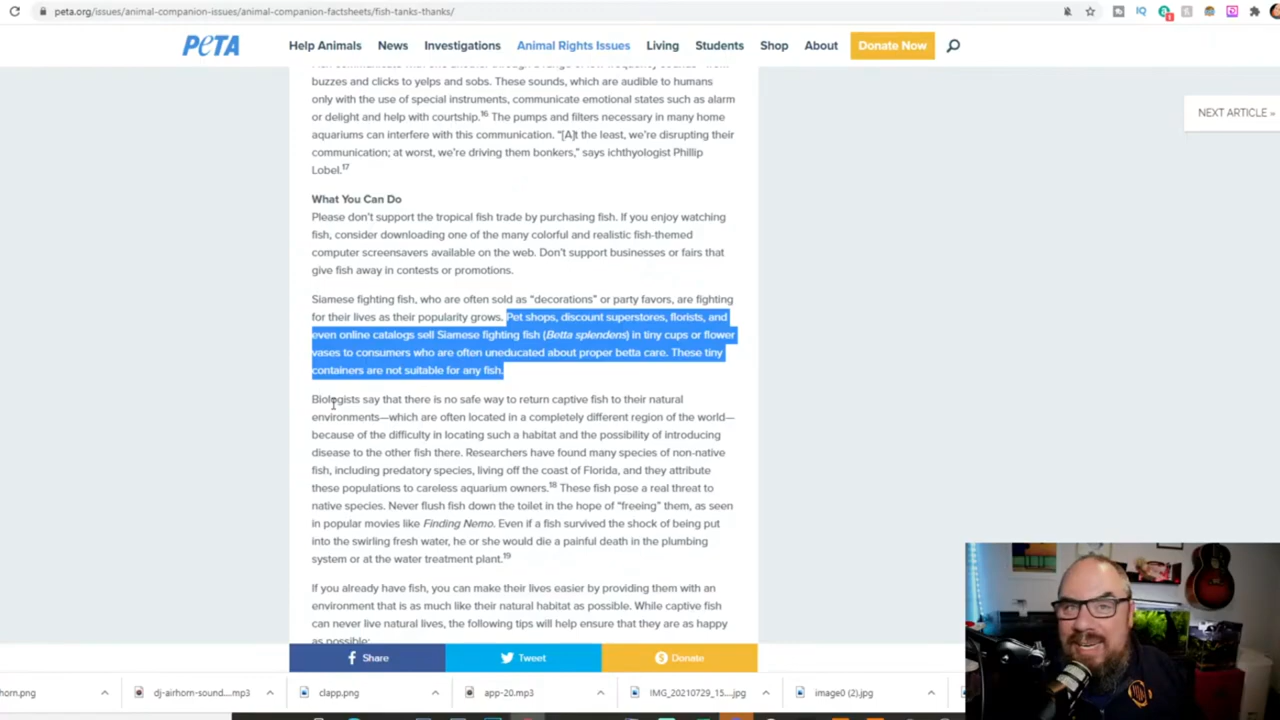 peta.org/issues/animal-companion-issues/animal-companion-factsheets/fish-tanks-thanks/
PETA
Help Animals News Investigations Animal Rights Issues Living Students Shop About Donate Now
NEXT ARTICLE »
buzzes and clicks to yelps and sobs. These sounds, which are audible to humans
only with the use of special instruments, communicate emotional states such as alarm
or delight and help with courtship.16 The pumps and filters necessary in many home
aquariums can interfere with this communication. “[A]t the least, we’re disrupting their
communication; at worst, we’re driving them bonkers,” says ichthyologist Phillip
Lobel.17
What You Can Do
Please don’t support the tropical fish trade by purchasing fish. If you enjoy watching
fish, consider downloading one of the many colorful and realistic fish-themed
computer screensavers available on the web. Don’t support businesses or fairs that
give fish away in contests or promotions.
Siamese fighting fish, who are often sold as “decorations” or party favors, are fighting
for their lives as their popularity grows. Pet shops, discount superstores, florists, and
even online catalogs sell Siamese fighting fish (Betta splendens) in tiny cups or flower
vases to consumers who are often uneducated about proper betta care. These tiny
containers are not suitable for any fish.
Biologists say that there is no safe way to return captive fish to their natural
environments—which are often located in a completely different region of the world—
because of the difficulty in locating such a habitat and the possibility of introducing
disease to the other fish there. Researchers have found many species of non-native
fish, including predatory species, living off the coast of Florida, and they attribute
these populations to careless aquarium owners.18 These fish pose a real threat to
native species. Never flush fish down the toilet in the hope of “freeing” them, as seen
in popular movies like Finding Nemo. Even if a fish survived the shock of being put
into the swirling fresh water, he or she would die a painful death in the plumbing
system or at the water treatment plant.19
If you already have fish, you can make their lives easier by providing them with an
environment that is as much like their natural habitat as possible. While captive fish
can never live natural lives, the following tips will help ensure that they are as happy
as possible:
Share Tweet Donate
horn.png dj-airhorn-sound....mp3 clapp.png app-20.mp3 IMG_20210729_15....jpg image0 (2).jpg